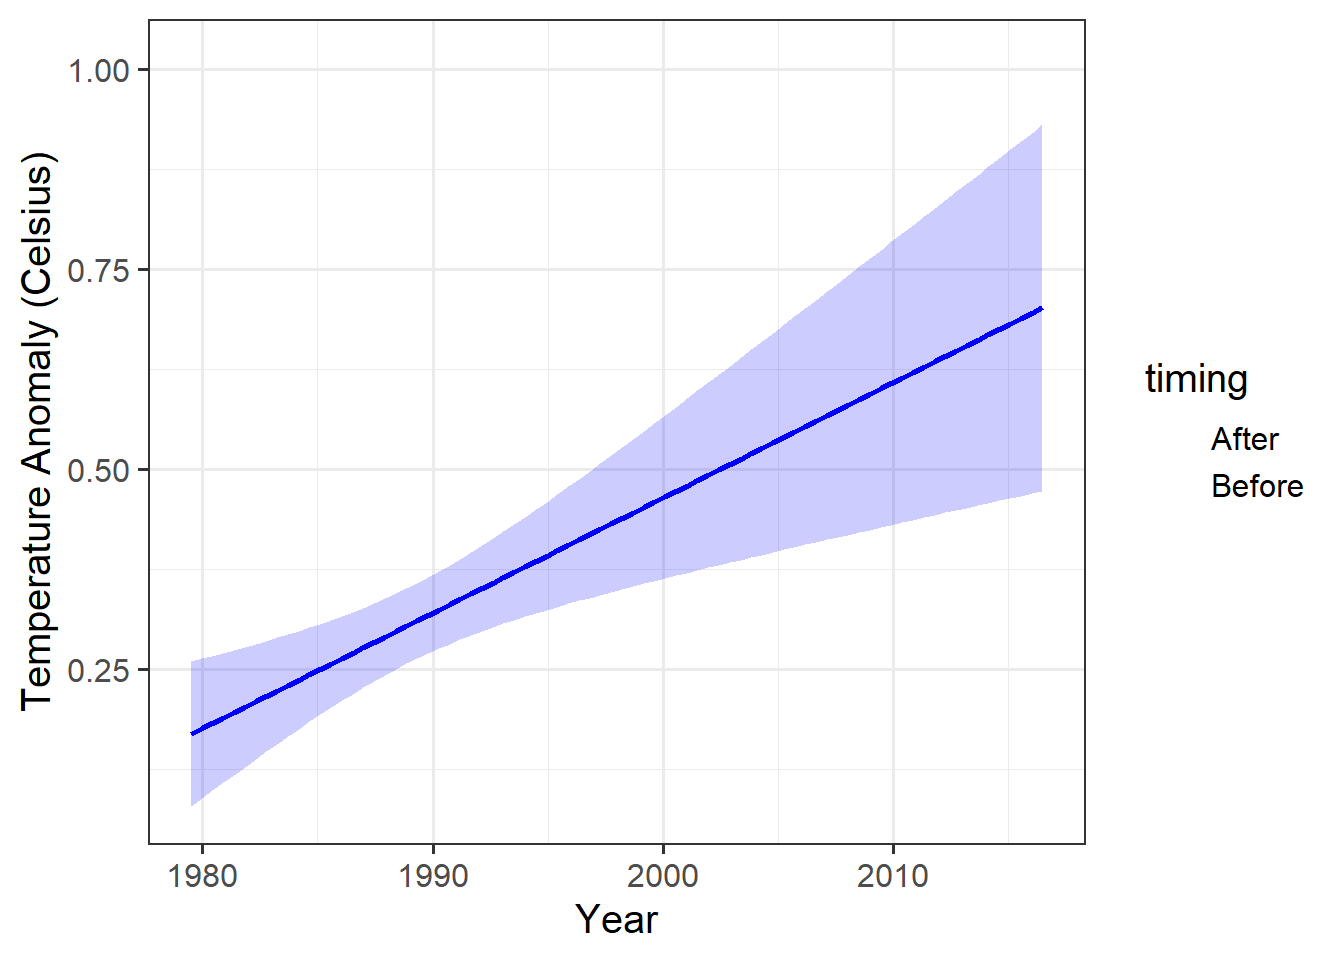 1.00
0.75
0.50
0.25
Temperature Anomaly (Celsius)
1980 1990 2000 2010
Year
timing
After
Before